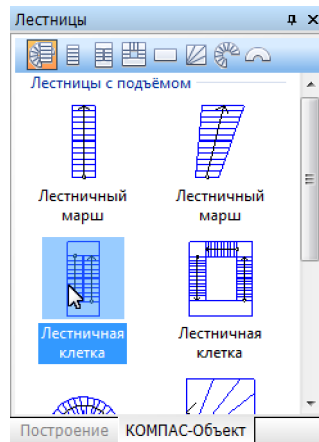 Лестницы
Лестницы с подъёмом
Лестничный
марш
Лестничный
марш
Лестничная
клетка
Лестничная
клетка
Построение КОМПАС-Объект